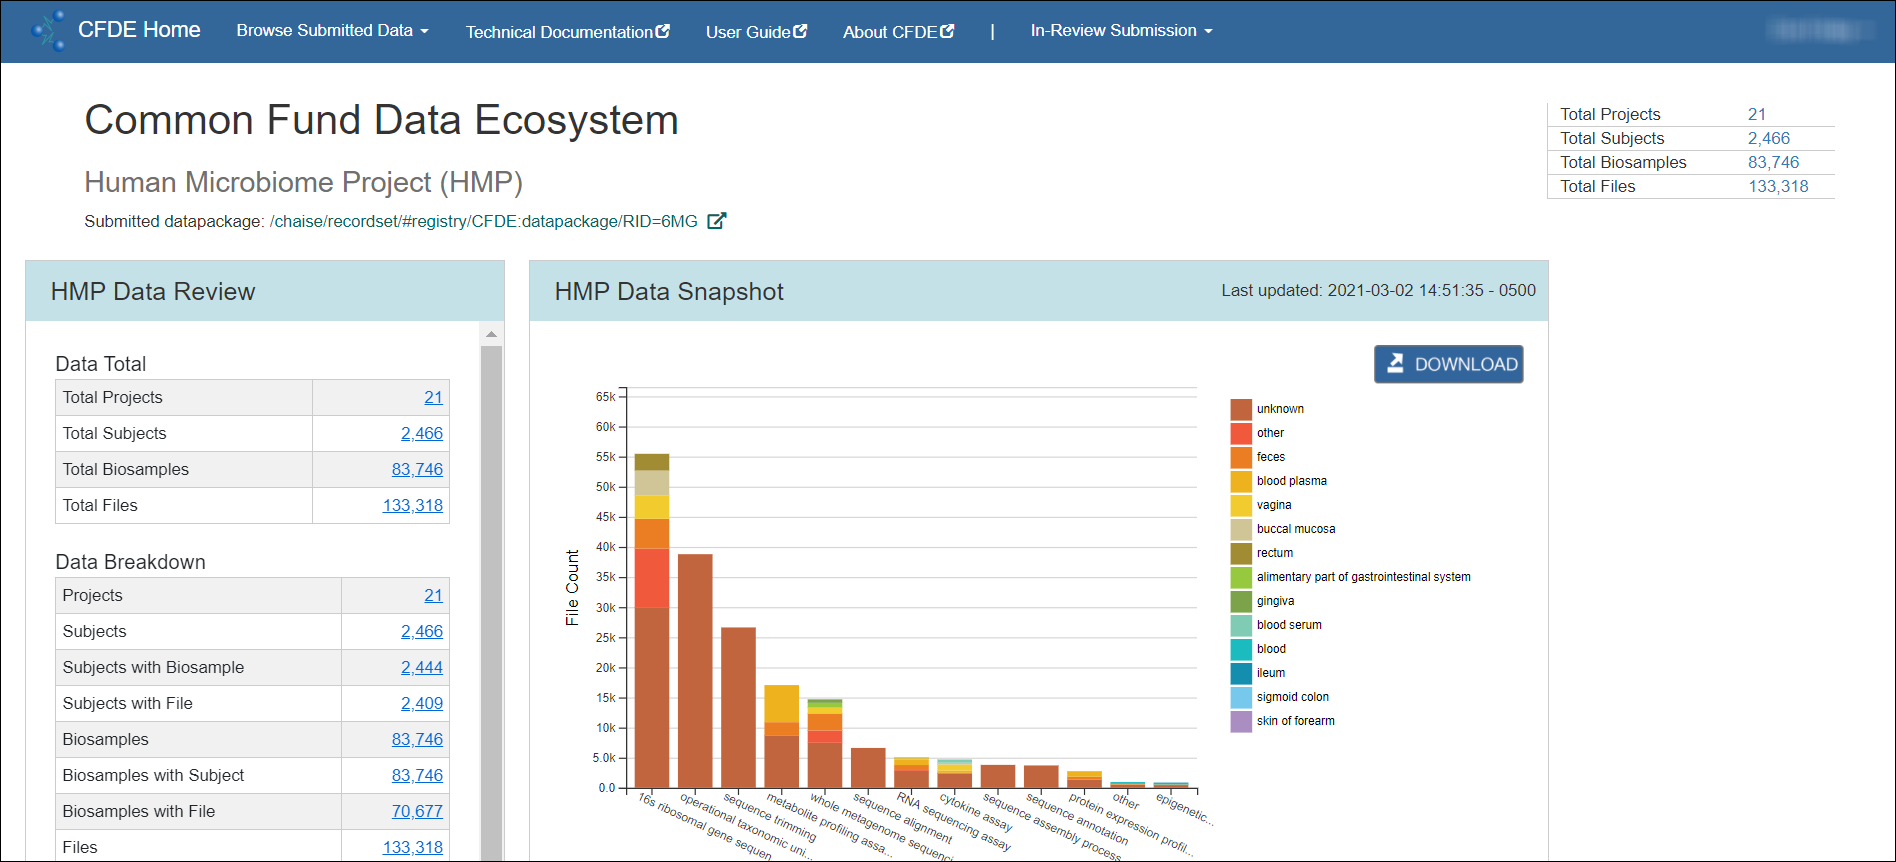 CFDE Home Browse Submitted Data Technical Documentation User Guide About CFDE | In-Review Submission
Common Fund Data Ecosystem
Human Microbiome Project (HMP)
Submitted datapackage: /chaise/recordset/#registry/CFDE:datapackage/RID=6MG
Total Projects 21
Total Subjects 2,466
Total Biosamples 83,746
Total Files 133,318
HMP Data Review
Data Total
Total Projects 21
Total Subjects 2,466
Total Biosamples 83,746
Total Files 133,318
Data Breakdown
Projects 21
Subjects 2,466
Subjects with Biosample 2,444
Subjects with File 2,409
Biosamples 83,746
Biosamples with Subject 83,746
Biosamples with File 70,677
Files 133,318
HMP Data Snapshot
Last updated: 2021-03-02 14:51:35 - 0500
DOWNLOAD
File Count
65k
60k
55k
50k
45k
40k
35k
30k
25k
20k
15k
10k
5.0k
0.0
16s ribosomal gene sequen
operational taxonomic uni...
sequence trimming
metabolite profiling assa...
whole metagenome sequenci
sequence alignment
RNA sequencing assay
cytokine assay
sequence assembly process
sequence annotation
protein expression profil...
other
epigenetic...
unknown
other
feces
blood plasma
vagina
buccal mucosa
rectum
alimentary part of gastrointestinal system
gingiva
blood serum
blood
ileum
sigmoid colon
skin of forearm